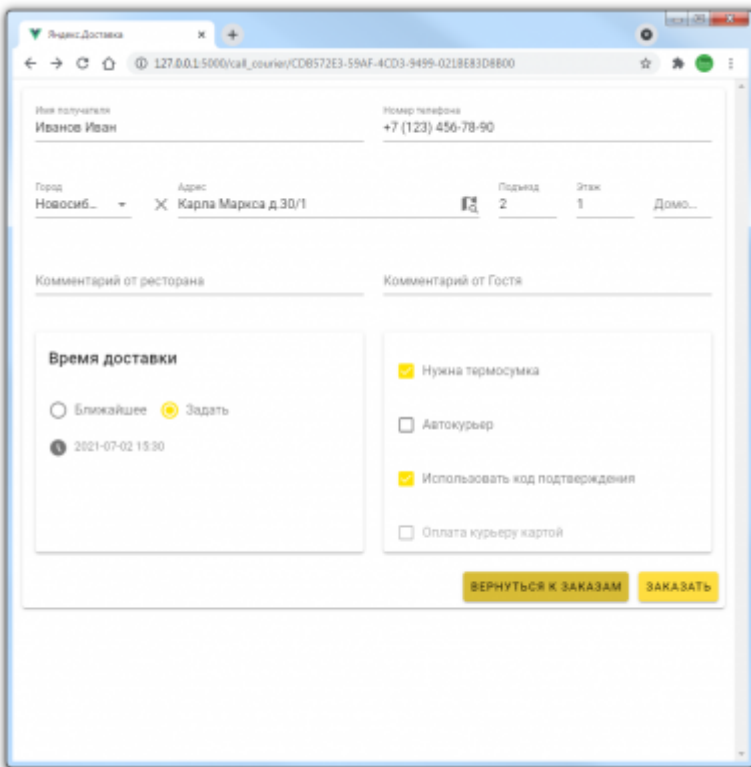 Яндекс.Доставка
127.0.0.1:5000/call_courier/CDB572E3-59AF-4CD3-9499-021BE83D8B00
Имя получателя
Номер телефона
Иванов Иван
+7 (123) 456-78-90
Город
Адрес
Подъезд
Этаж
Новосиб...
Карла Маркса д.30/1
2
1
Домо...
Комментарий от ресторана
Комментарий от Гостя
Время доставки
Ближайшее
Задать
2021-07-02 15:30
Нужна термосумка
Автокурьер
Использовать код подтверждения
Оплата курьеру картой
ВЕРНУТЬСЯ К ЗАКАЗАМ
ЗАКАЗАТЬ